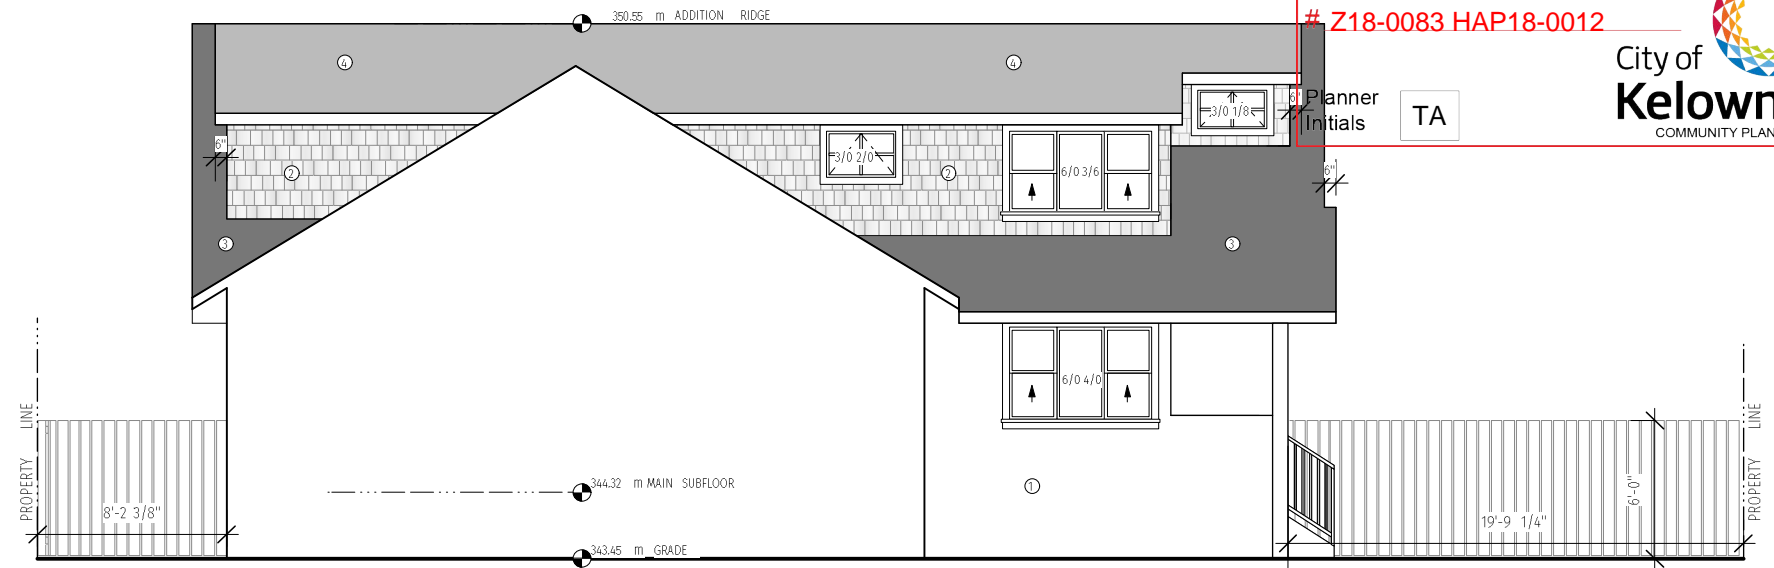 350.55 m ADDITION RIDGE
# Z18-0083 HAP18-0012
City of
Kelown
COMMUNITY PLAN
Planner
Initials
TA
4
4
3/0 1/8
6"
6"
3/0 2/0
6/0 3/6
6"
2
2
3
3
6/0 4/0
PROPERTY LINE
344.32 m MAIN SUBFLOOR
1
8'-2 3/8"
19'-9 1/4"
6'-0"
PROPERTY LINE
343.45 m GRADE